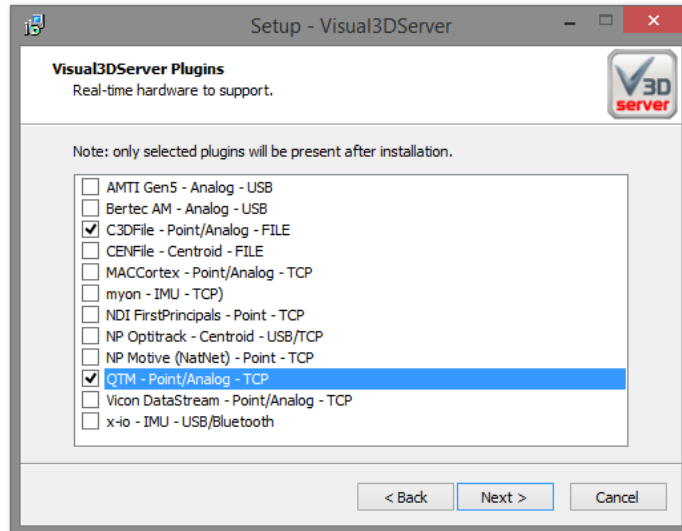 Setup - Visual3DServer
Visual3DServer Plugins
Real-time hardware to support.
V3D
server
Note: only selected plugins will be present after installation.
AMTI Gen5 - Analog - USB
Bertec AM - Analog - USB
C3DFile - Point/Analog - FILE
CENFile - Centroid - FILE
MACCortex - Point/Analog - TCP
myon - IMU - TCP)
NDI FirstPrincipals - Point - TCP
NP Optitrack - Centroid - USB/TCP
NP Motive (NatNet) - Point - TCP
QTM - Point/Analog - TCP
Vicon DataStream - Point/Analog - TCP
x-io - IMU - USB/Bluetooth
< Back Next > Cancel